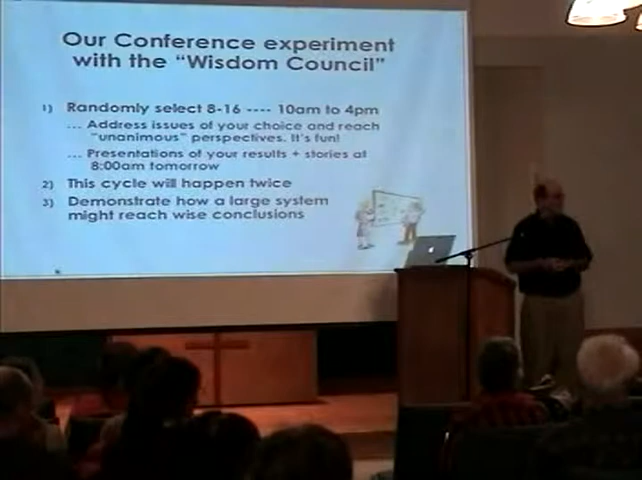 Our Conference experiment
with the "Wisdom Council"
1) Randomly select 8-16 ---- 10am to 4pm
... Address issues of your choice and reach
"unanimous" perspectives. It's fun!
... Presentations of your results + stories at
8:00am tomorrow
2) This cycle will happen twice
3) Demonstrate how a large system
might reach wise conclusions